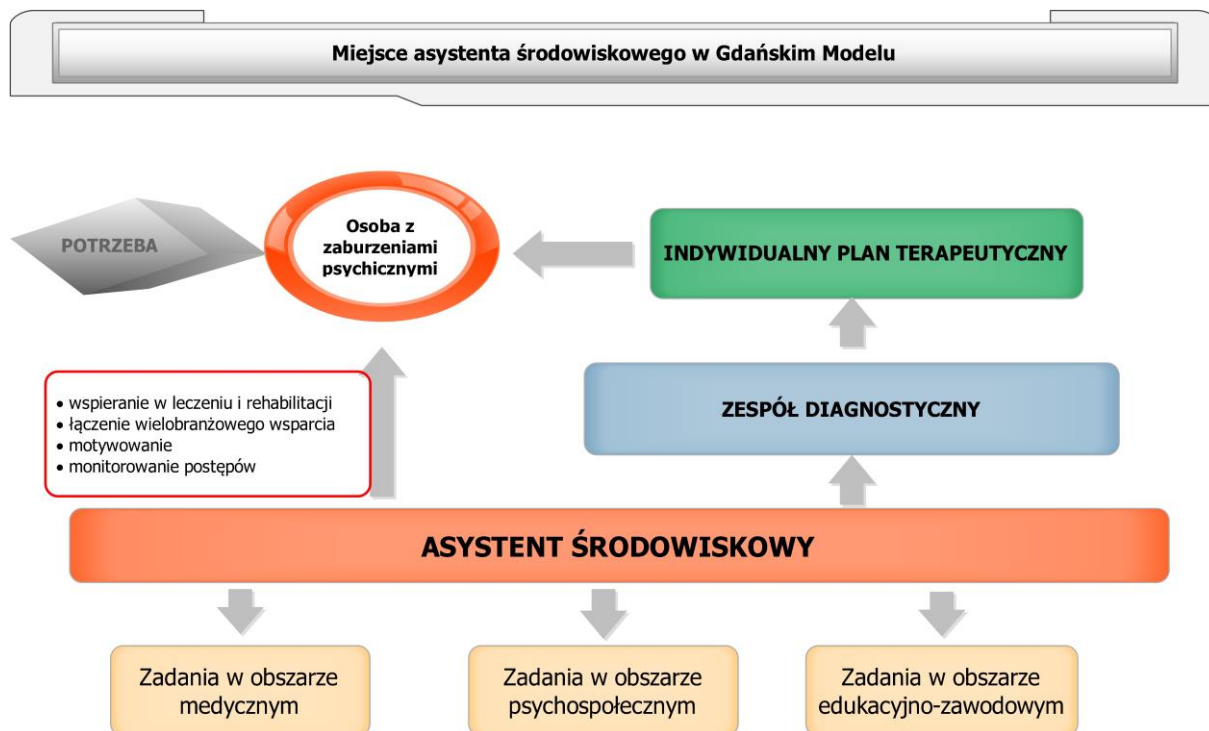 Miejsce asystenta środowiskowego w Gdańskim Modelu
POTRZEBA
Osoba z
zaburzeniami
psychicznymi
INDYWIDUALNY PLAN TERAPEUTYCZNY
• wspieranie w leczeniu i rehabilitacji
• łączenie wielobranżowego wsparcia
• motywowanie
• monitorowanie postępów
ZESPÓŁ DIAGNOSTYCZNY
ASYSTENT ŚRODOWISKOWY
Zadania w obszarze
medycznym
Zadania w obszarze
psychospołecznym
Zadania w obszarze
edukacyjno-zawodowym